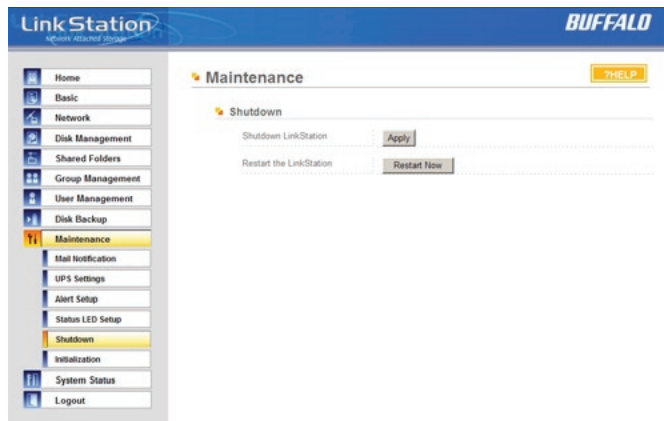 LinkStation
Network Attached Storage
BUFFALO
Home
Basic
Network
Disk Management
Shared Folders
Group Management
User Management
Disk Backup
Maintenance
Mail Notification
UPS Settings
Alert Setup
Status LED Setup
Shutdown
Initialization
System Status
Logout
Maintenance
?HELP
Shutdown
Shutdown LinkStation
Apply
Restart the LinkStation
Restart Now